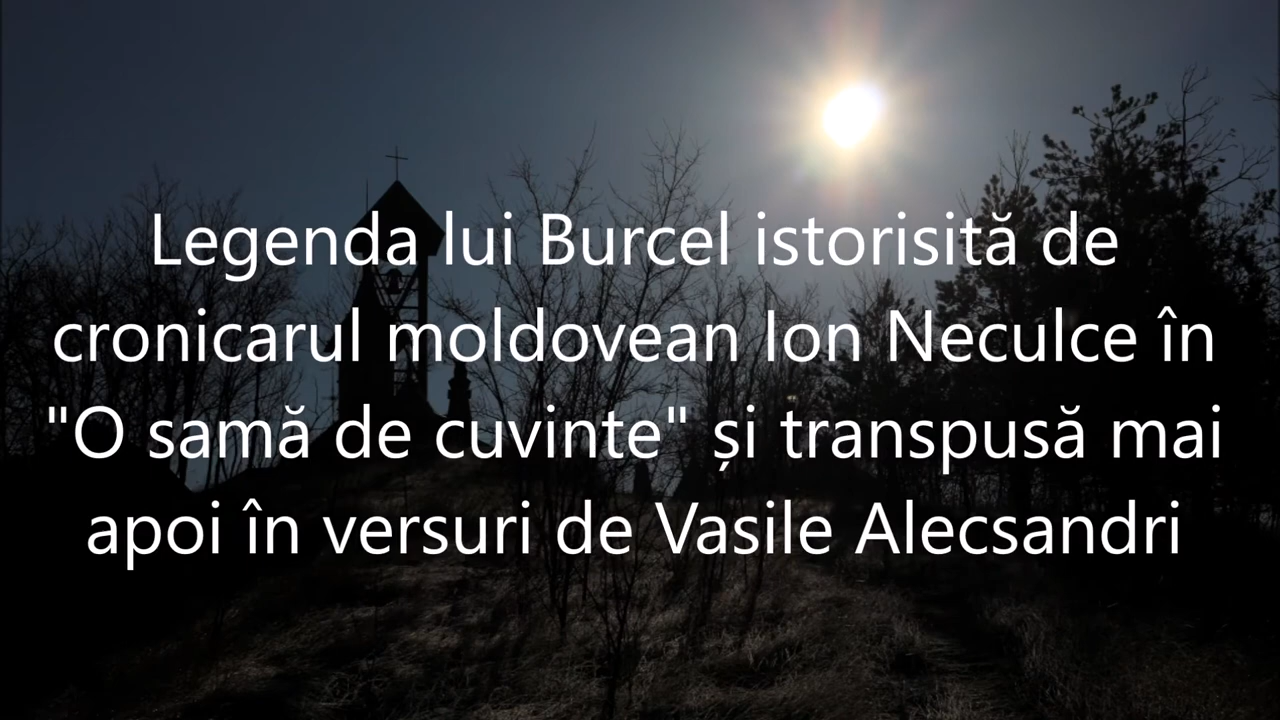 Legenda lui Burcel istorisită de
cronicarul moldovean Ion Neculce în
"O samă de cuvinte" și transpusă mai
apoi în versuri de Vasile Alecsandri